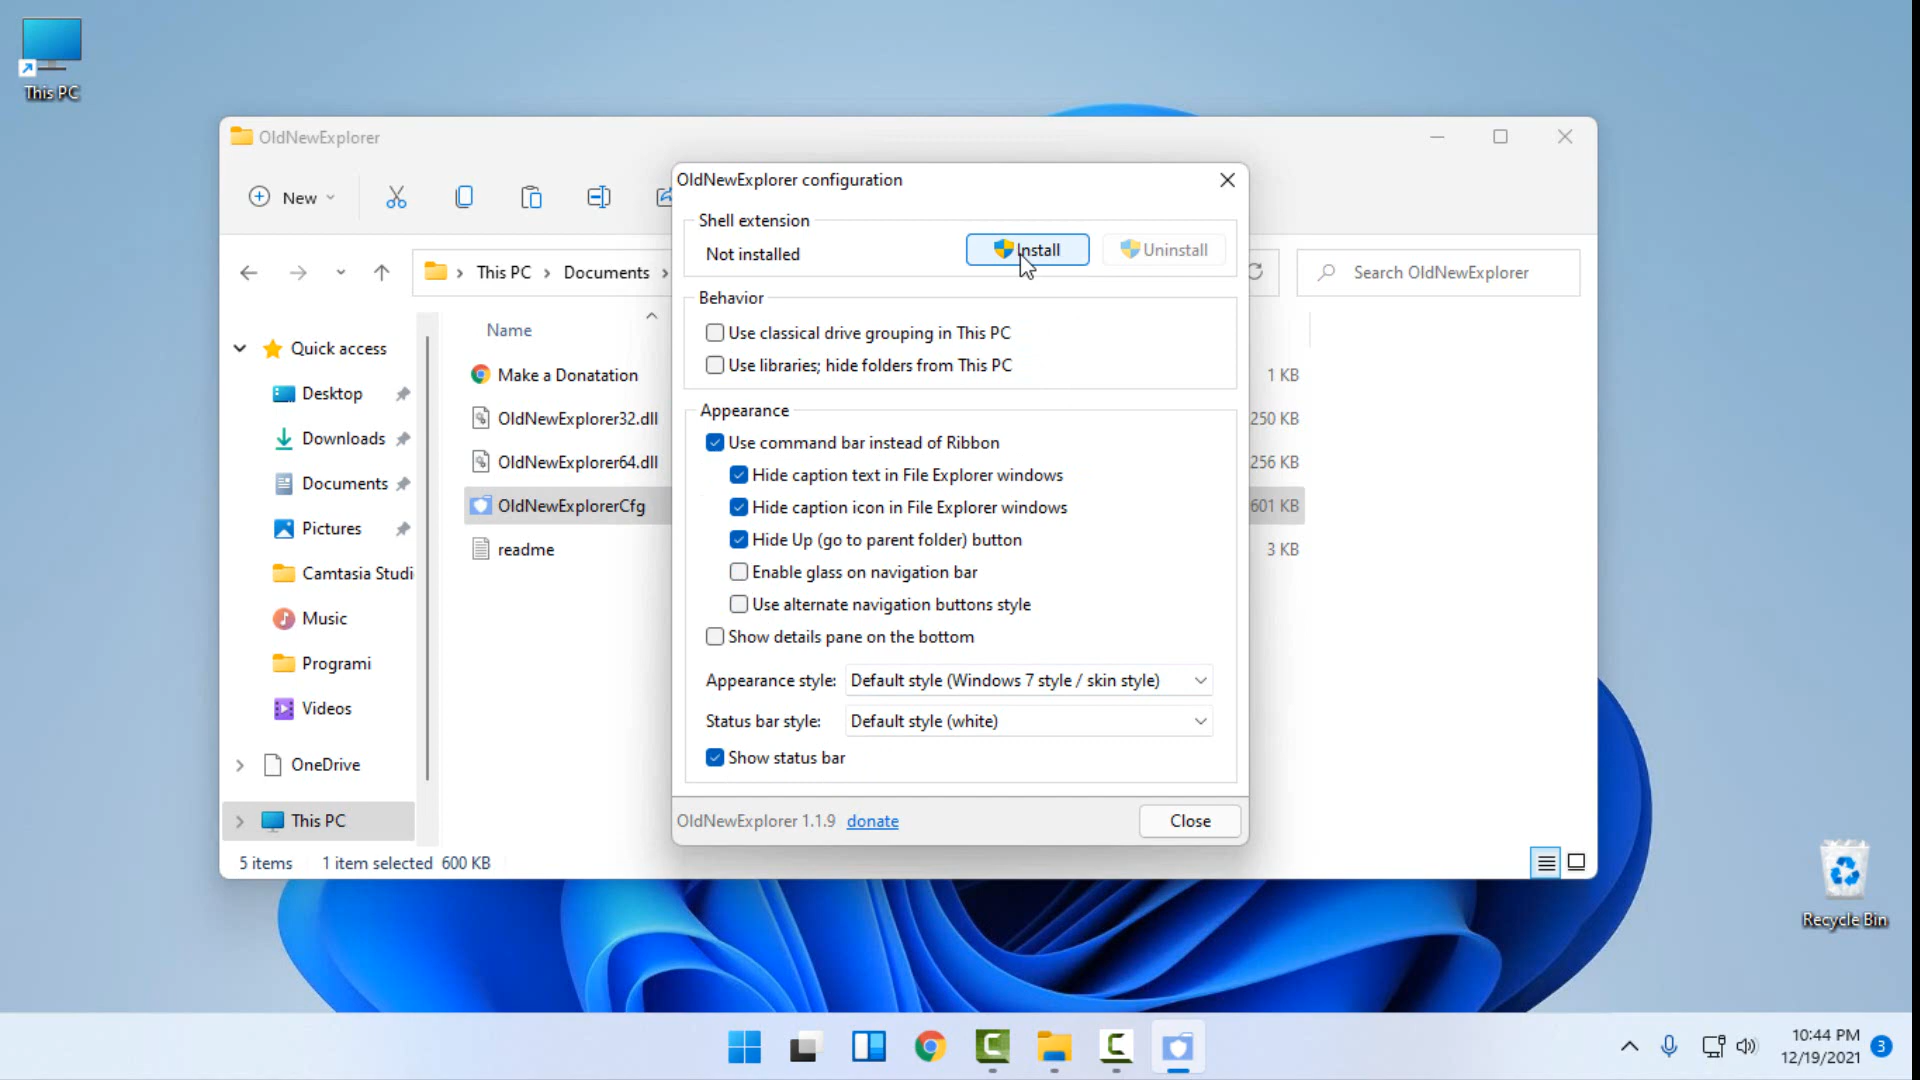 This PC
OldNewExplorer
New
This PC > Documents >
Search OldNewExplorer
Quick access
Desktop
Downloads
Documents
Pictures
Camtasia Studi
Music
Programi
Videos
OneDrive
This PC
Name
Make a Donatation
1 KB
OldNewExplorer32.dll
250 KB
OldNewExplorer64.dll
256 KB
OldNewExplorerCfg
601 KB
readme
3 KB
5 items 1 item selected 600 KB
OldNewExplorer configuration
Shell extension
Not installed
Install
Uninstall
Behavior
Use classical drive grouping in This PC
Use libraries; hide folders from This PC
Appearance
Use command bar instead of Ribbon
Hide caption text in File Explorer windows
Hide caption icon in File Explorer windows
Hide Up (go to parent folder) button
Enable glass on navigation bar
Use alternate navigation buttons style
Show details pane on the bottom
Appearance style: Default style (Windows 7 style / skin style)
Status bar style: Default style (white)
Show status bar
OldNewExplorer 1.1.9 donate
Close
Recycle Bin
10:44 PM
12/19/2021
3